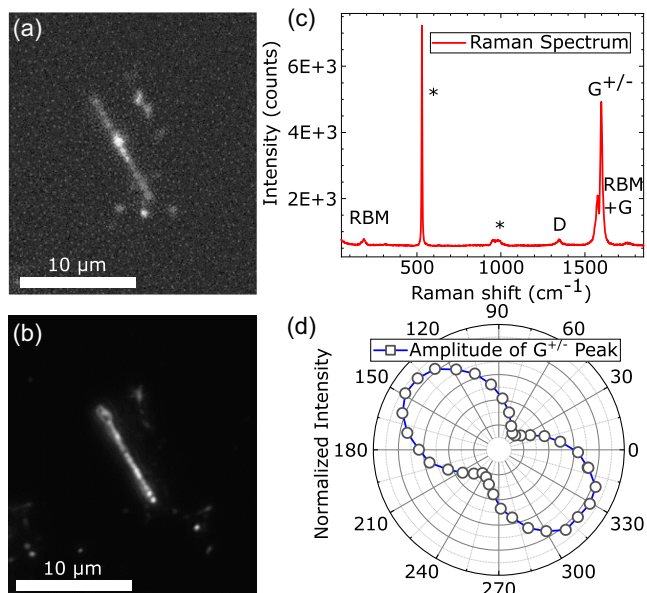 (a)
10 µm
(b)
10 µm
(c)
Intensity (counts)
6E+3
4E+3
2E+3
Raman Spectrum
RBM
*
*
D
G+/-
RBM
+G
500
1000
1500
Raman shift (cm-1)
(d)
Normalized Intensity
Amplitude of G+/- Peak
90
120
60
150
30
180
0
210
330
240
300
270